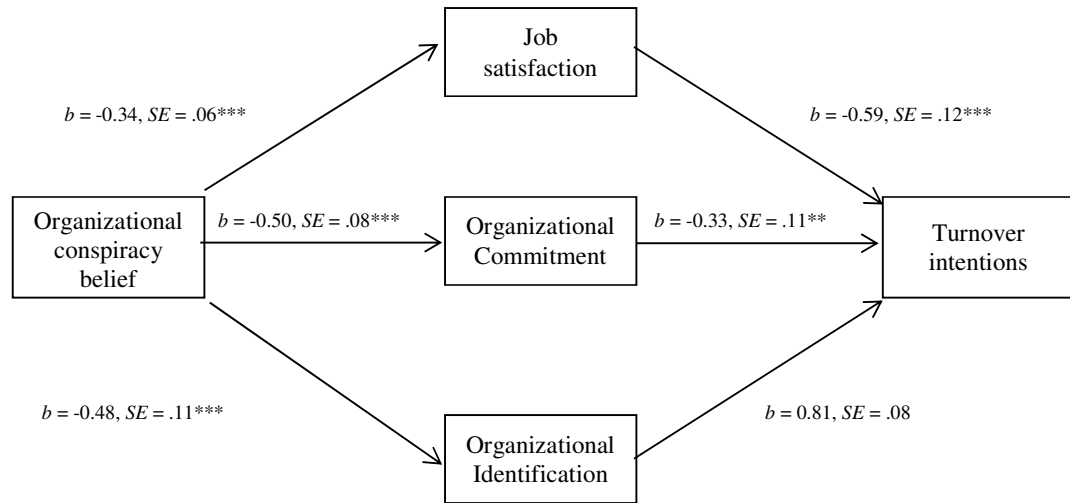 Job
satisfaction
b = -0.34, SE = .06***
b = -0.59, SE = .12***
Organizational
conspiracy
belief
b = -0.50, SE = .08***
Organizational
Commitment
b = -0.33, SE = .11**
Turnover
intentions
b = -0.48, SE = .11***
Organizational
Identification
b = 0.81, SE = .08